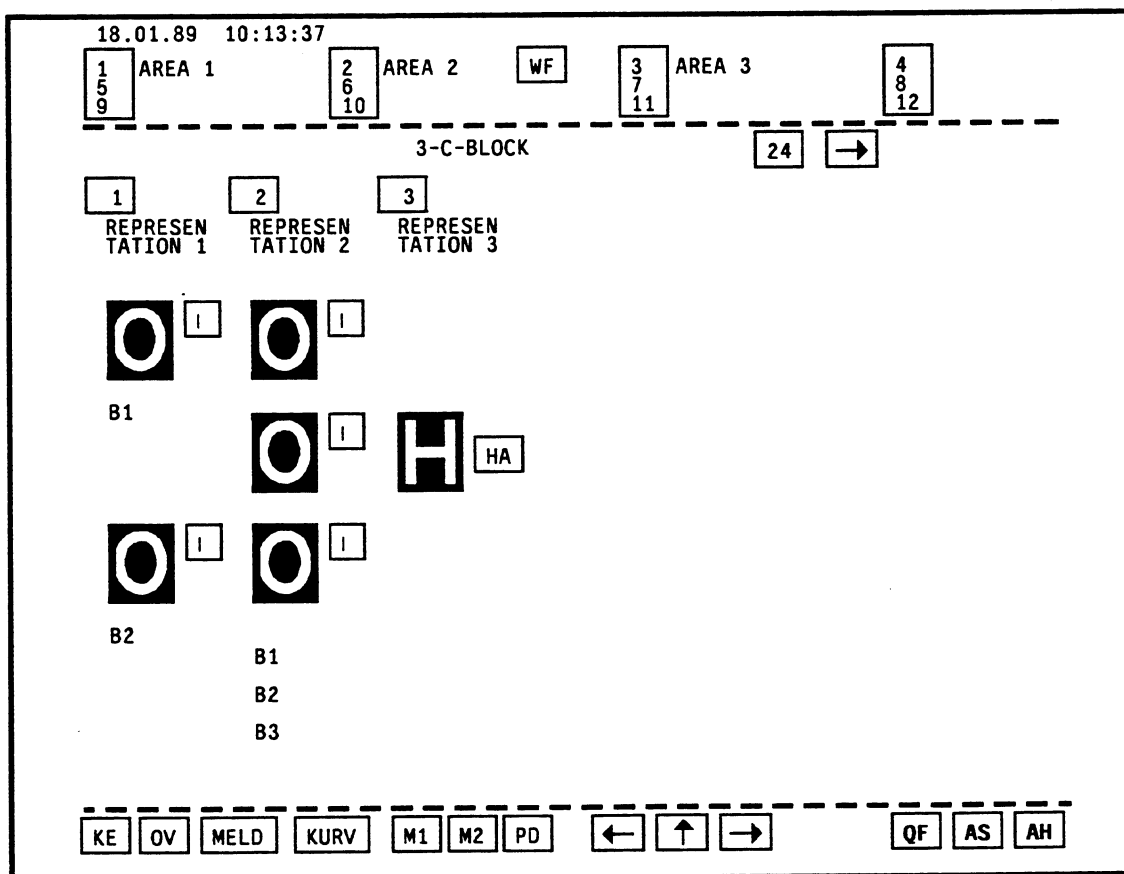 18.01.89 10:13:37
1 AREA 1 2 AREA 2 WF 3 AREA 3 4
5 6 7 8
9 10 11 12
3-C-BLOCK 24 →
1 2 3
REPRESEN REPRESEN REPRESEN
TATION 1 TATION 2 TATION 3
O I O I
B1
O I H HA
O I O I
B2
B1
B2
B3
KE OV MELD KURV M1 M2 PD ← ↑ → QF AS AH